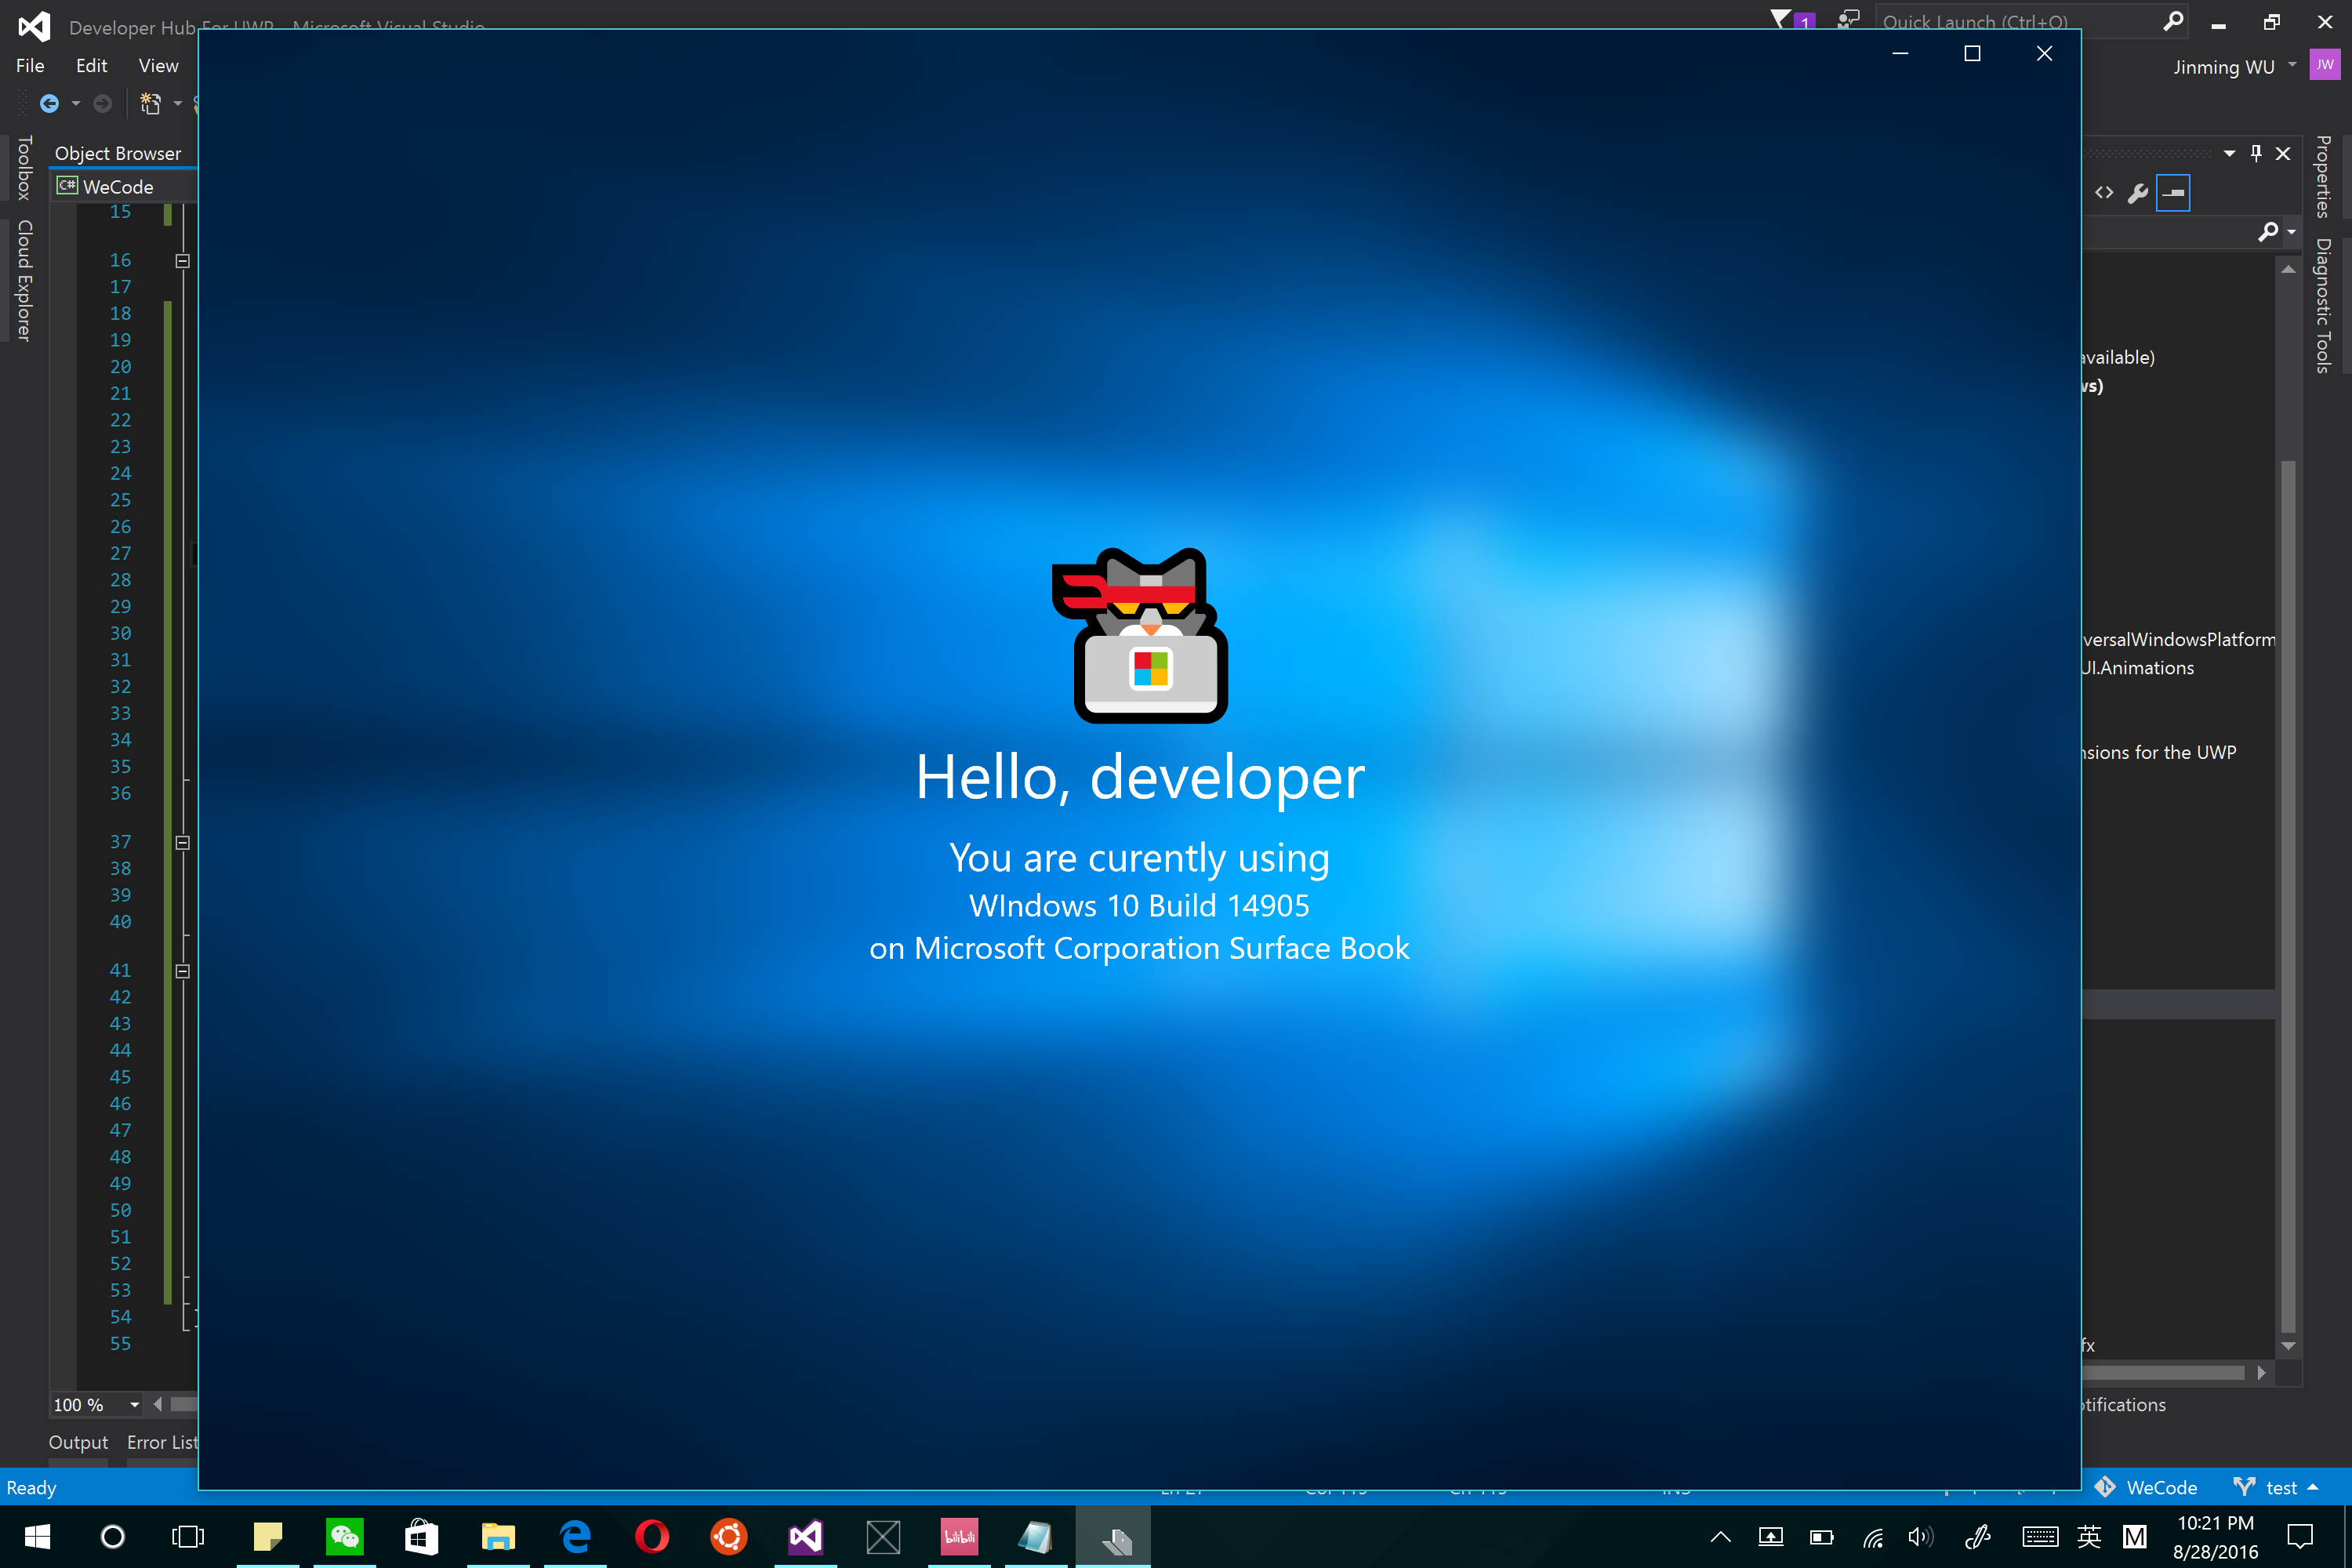 Developer Hub For UWP - Microsoft Visual Studio
1
Quick Launch (Ctrl+Q)
File Edit View
Jinming WU
JW
Toolbox
Cloud Explorer
Object Browser
C# WeCode
Properties
Diagnostic Tools
15
16
17
18
19
20
21
22
23
24
25
26
27
28
29
30
31
32
33
34
35
36
37
38
39
40
41
42
43
44
45
46
47
48
49
50
51
52
53
54
55
available)
versalWindowsPlatform
UI.Animations
nsions for the UWP
fx
Hello, developer
You are curently using
WIndows 10 Build 14905
on Microsoft Corporation Surface Book
100 %
otifications
Output Error List
Ready
WeCode test
bilibili
英 M
10:21 PM
8/28/2016